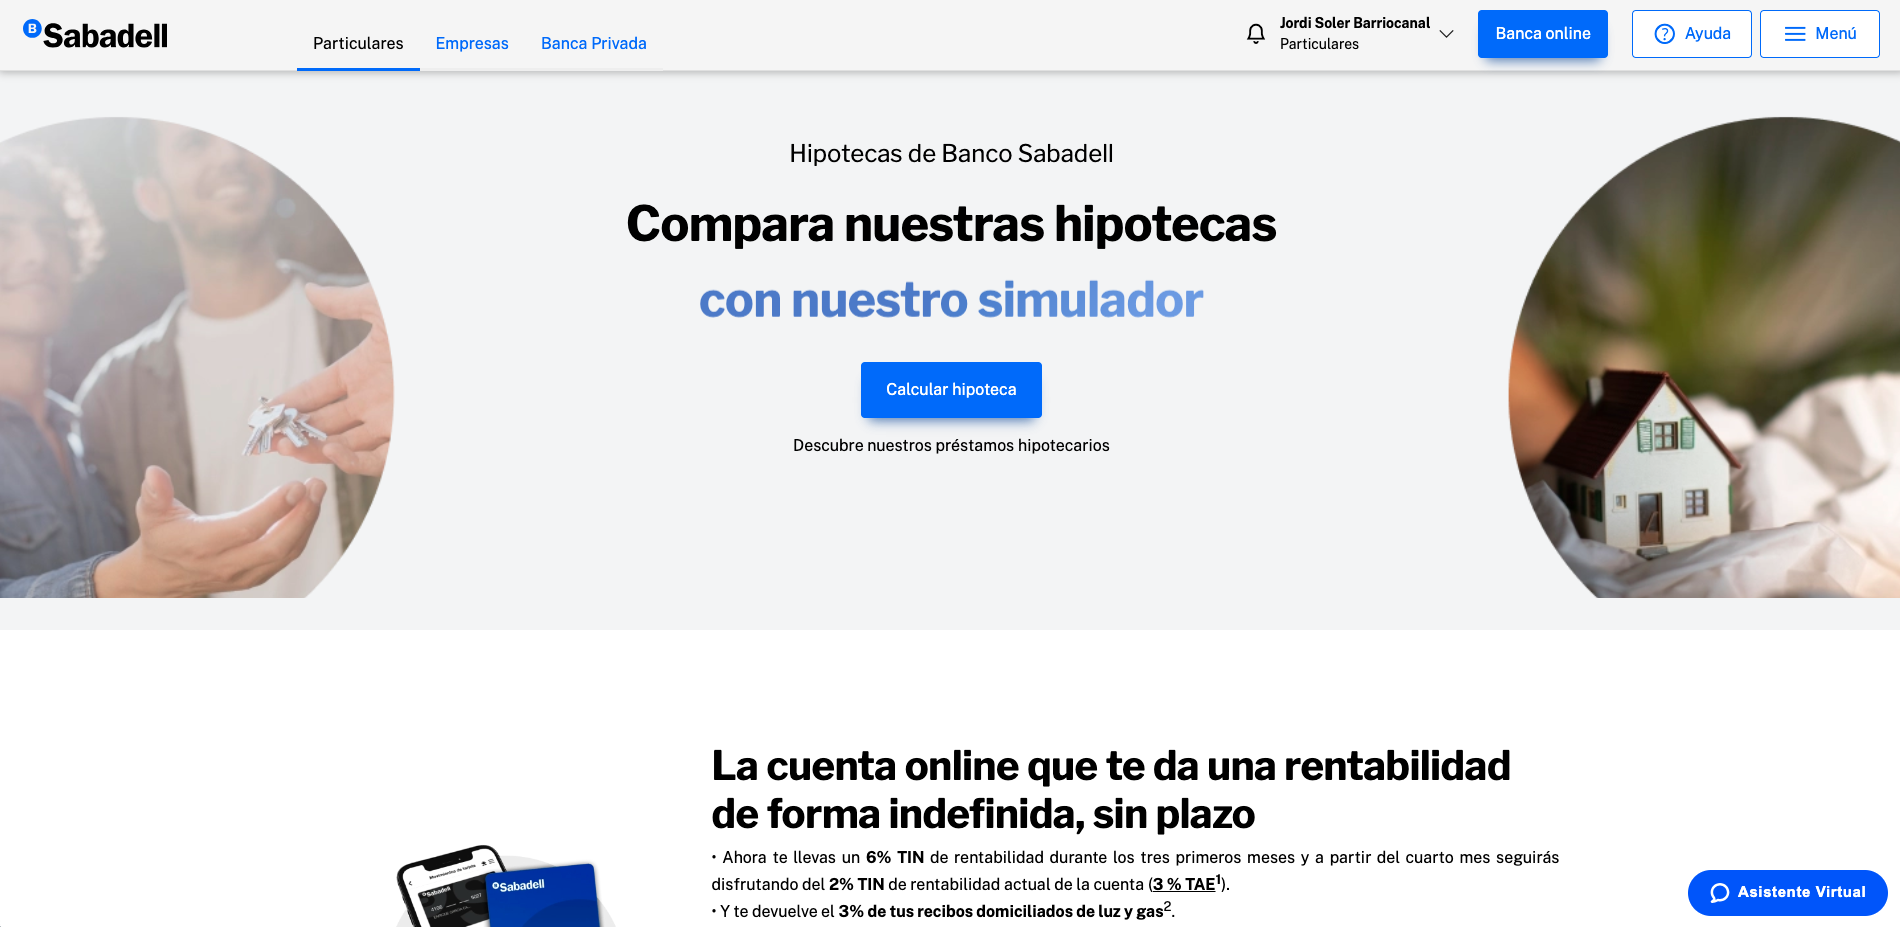 B Sabadell
Particulares
Empresas
Banca Privada
Jordi Soler Barriocanal
Particulares
Banca online
Ayuda
Menú
Hipotecas de Banco Sabadell
Compara nuestras hipotecas
con nuestro simulador
Calcular hipoteca
Descubre nuestros préstamos hipotecarios
La cuenta online que te da una rentabilidad
de forma indefinida, sin plazo
• Ahora te llevas un 6% TIN de rentabilidad durante los tres primeros meses y a partir del cuarto mes seguirás
disfrutando del 2% TIN de rentabilidad actual de la cuenta (3 % TAE¹).
• Y te devuelve el 3% de tus recibos domiciliados de luz y gas².
Sabadell
Sabadell
Asistente Virtual